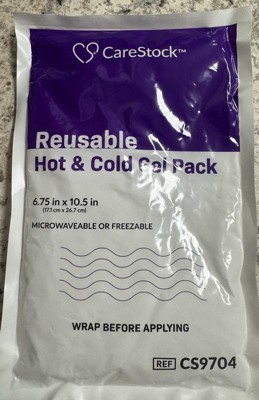 CareStock™
Reusable
Hot & Cold Gel Pack
6.75 in x 10.5 in
(17.1 cm x 26.7 cm)
MICROWAVEABLE OR FREEZABLE
WRAP BEFORE APPLYING
REF CS9704